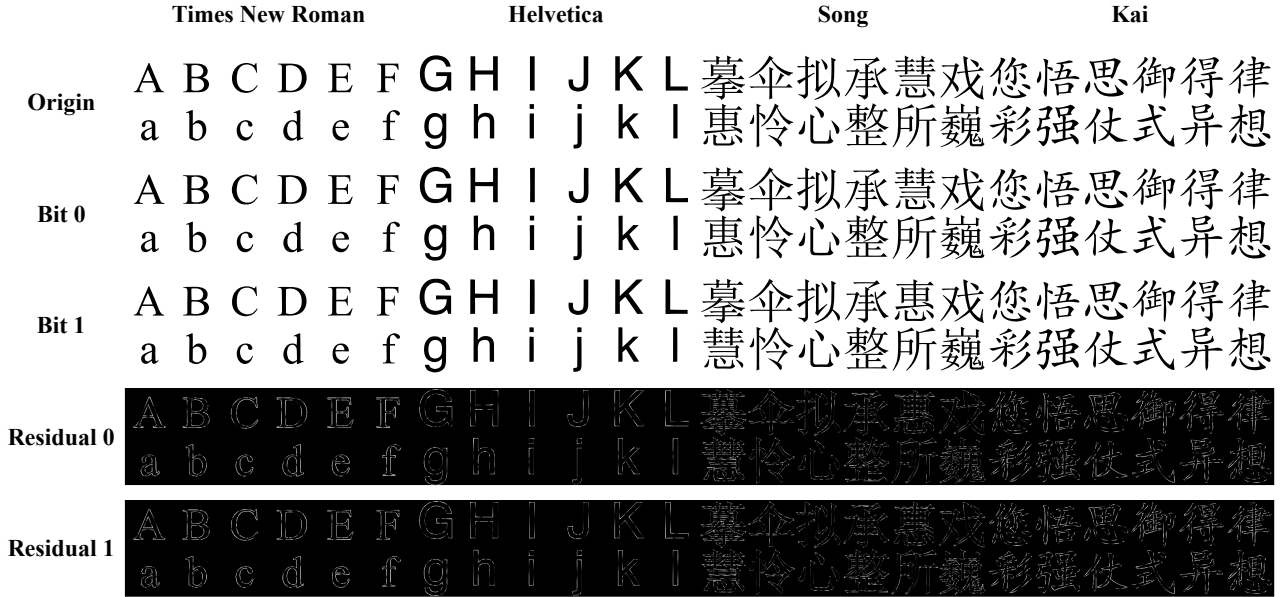 Times New Roman Helvetica Song Kai
A B C D E F G H I J K L 摹伞拟承慧戏您悟思御得律
Origin
a b c d e f g h i j k l 惠怜心整所巍彩强仗式异想
A B C D E F G H I J K L 摹伞拟承慧戏您悟思御得律
Bit 0
a b c d e f g h i j k l 惠怜心整所巍彩强仗式异想
A B C D E F G H I J K L 摹伞拟承惠戏您悟思御得律
Bit 1
a b c d e f g h i j k l 慧怜心整所巍彩强仗式异想
A B C D E F G H I J K L 摹伞拟承惠戏您悟思御得律
Residual 0
a b c d e f g h i j k l 慧怜心整所巍彩强仗式异想
A B C D E F G H I J K L 摹伞拟承惠戏您悟思御得律
Residual 1
a b c d e f g h i j k l 慧怜心整所巍彩强仗式异想